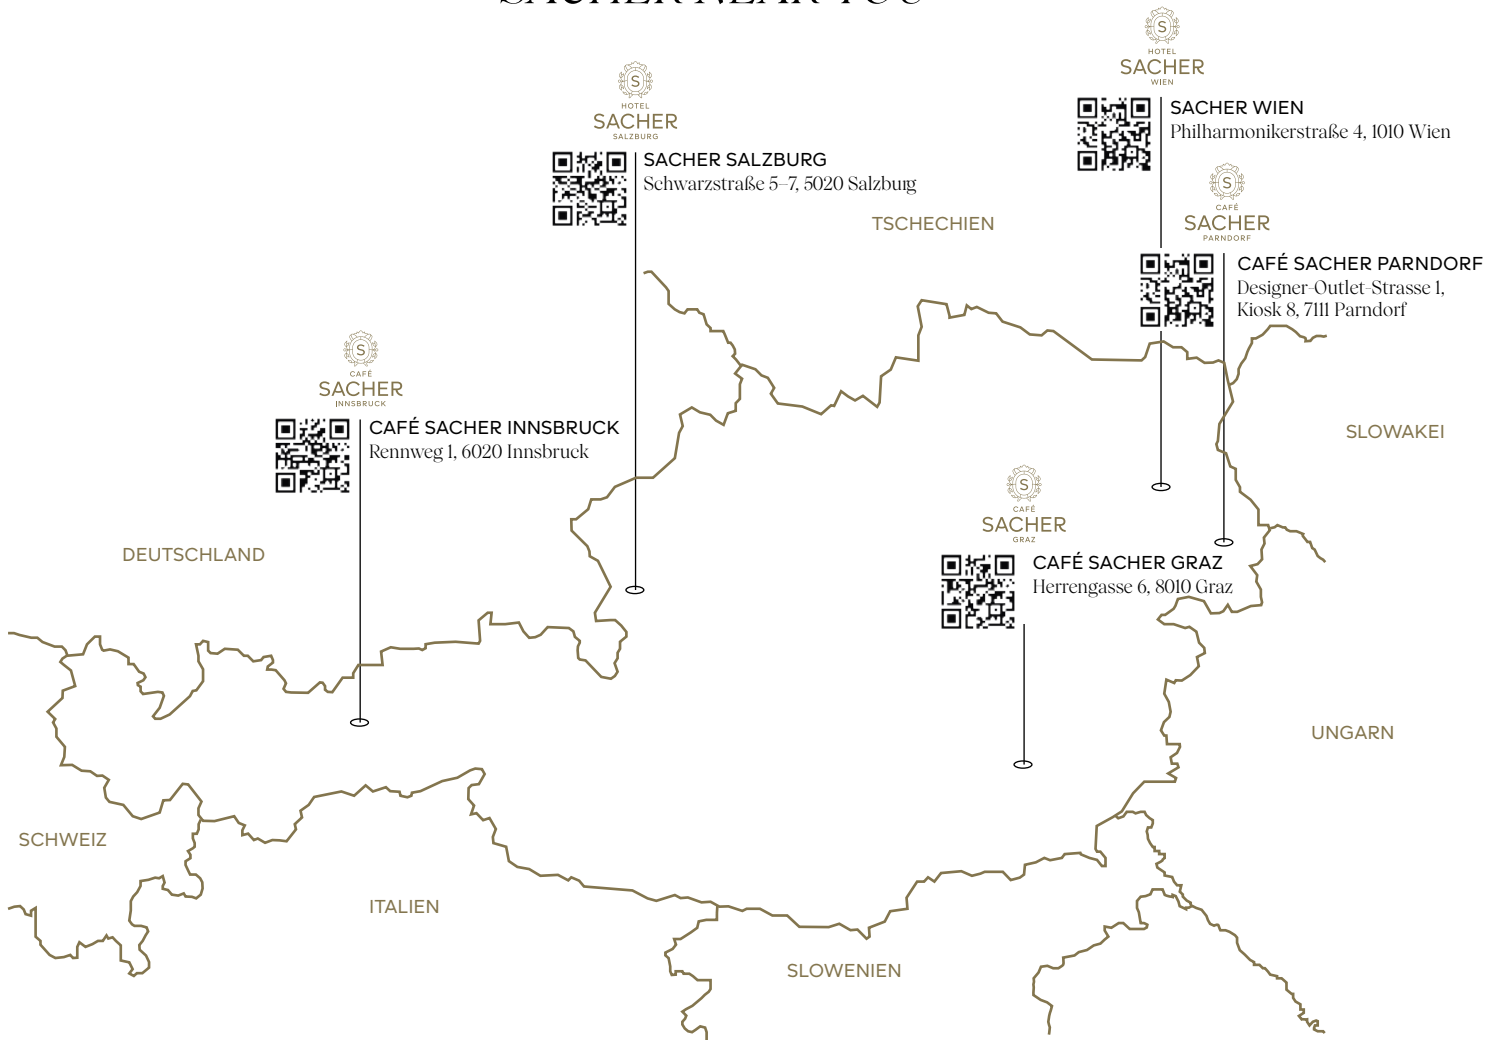 SACHER NEAR YOU
S
HOTEL
SACHER
WIEN
SACHER WIEN
Philharmonikerstraße 4, 1010 Wien
S
HOTEL
SACHER
SALZBURG
SACHER SALZBURG
Schwarzstraße 5–7, 5020 Salzburg
S
CAFÉ
SACHER
PARNDORF
CAFÉ SACHER PARNDORF
Designer-Outlet-Strasse 1,
Kiosk 8, 7111 Parndorf
TSCHECHIEN
S
CAFÉ
SACHER
INNSBRUCK
CAFÉ SACHER INNSBRUCK
Rennweg 1, 6020 Innsbruck
SLOWAKEI
S
CAFÉ
SACHER
GRAZ
CAFÉ SACHER GRAZ
Herrengasse 6, 8010 Graz
DEUTSCHLAND
UNGARN
SCHWEIZ
ITALIEN
SLOWENIEN